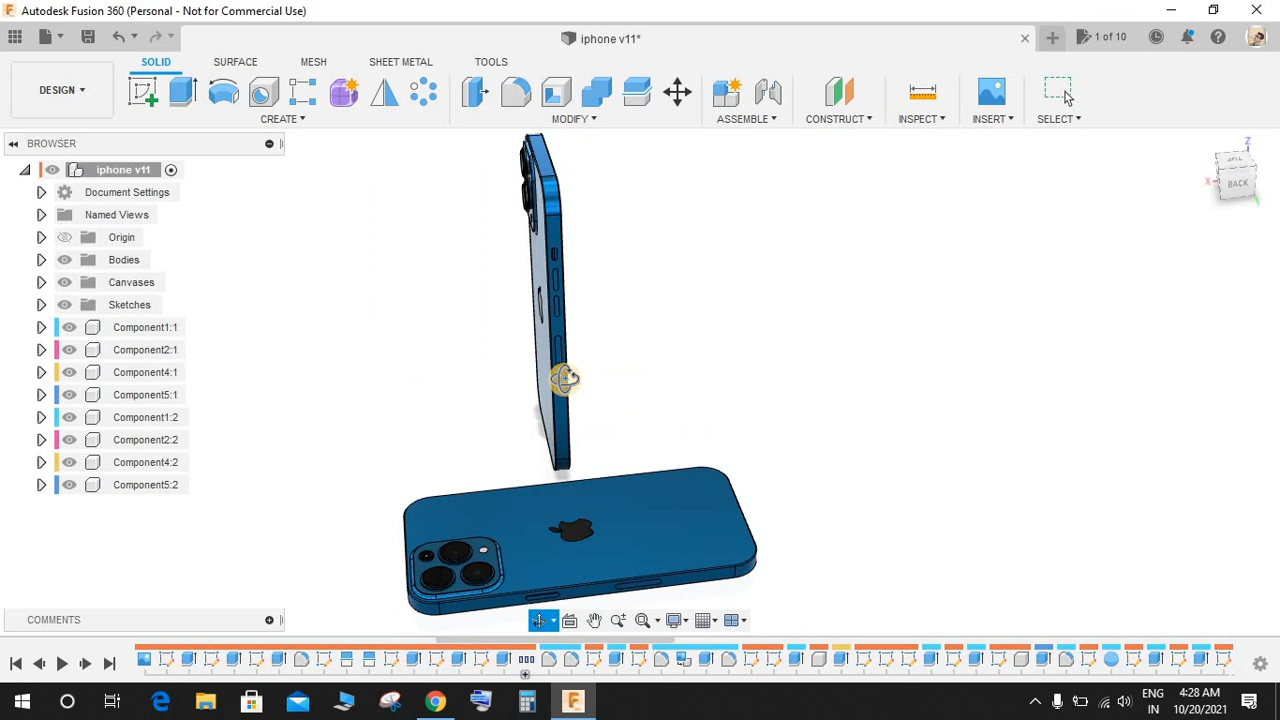 Autodesk Fusion 360 (Personal - Not for Commercial Use)
iphone v11*
1 of 10
SOLID SURFACE MESH SHEET METAL TOOLS
DESIGN
CREATE MODIFY ASSEMBLE CONSTRUCT INSPECT INSERT SELECT
BROWSER
iphone v11
Document Settings
Named Views
Origin
Bodies
Canvases
Sketches
Component1:1
Component2:1
Component4:1
Component5:1
Component1:2
Component2:2
Component4:2
Component5:2
Z
TOP
X
BACK
Y
COMMENTS
ENG
IN
4:28 AM
10/20/2021